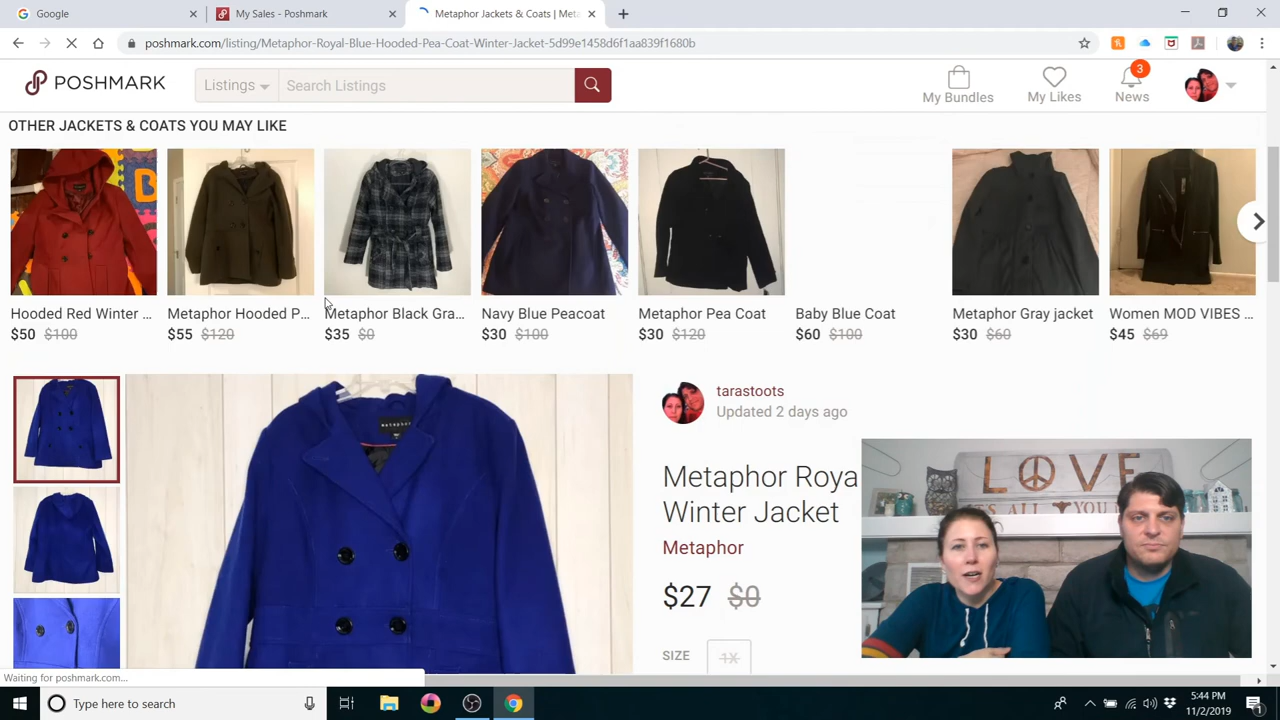 Google
My Sales - Poshmark
Metaphor Jackets & Coats | Meta
poshmark.com/listing/Metaphor-Royal-Blue-Hooded-Pea-Coat-Winter-Jacket-5d99e1458d6f1aa839f1680b
POSHMARK
Listings
Search Listings
My Bundles
My Likes
3
News
OTHER JACKETS & COATS YOU MAY LIKE
Hooded Red Winter ...
Metaphor Hooded P...
Metaphor Black Gra...
Navy Blue Peacoat
Metaphor Pea Coat
Baby Blue Coat
Metaphor Gray jacket
Women MOD VIBES ...
$50 $100
$55 $120
$35 $0
$30 $100
$30 $120
$60 $100
$30 $60
$45 $69
tarastoots
Updated 2 days ago
metaphor
Metaphor Roya
Winter Jacket
Metaphor
$27 $0
SIZE
1X
LOVE
Waiting for poshmark.com...
Type here to search
5:44 PM
11/2/2019
1